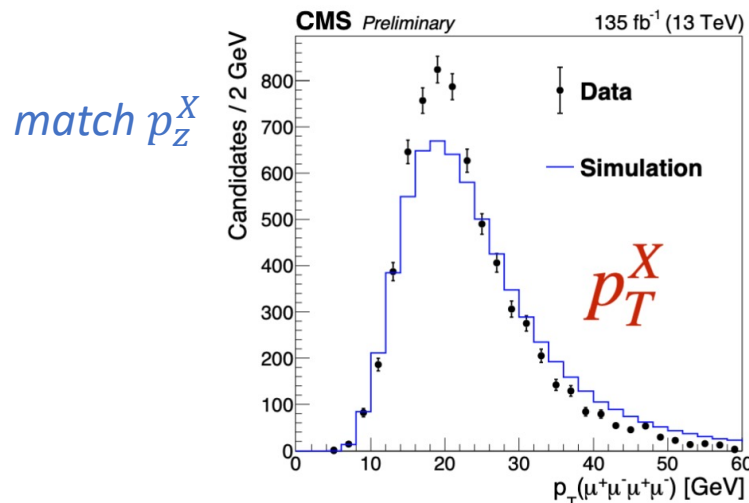 CMS Preliminary 135 fb⁻¹ (13 TeV)
match p_z^X
Candidates / 2 GeV
800
700
600
500
400
300
200
100
0
Data
Simulation
p_T^X
0 10 20 30 40 50 60
p_T(μ⁺μ⁻μ⁺μ⁻) [GeV]